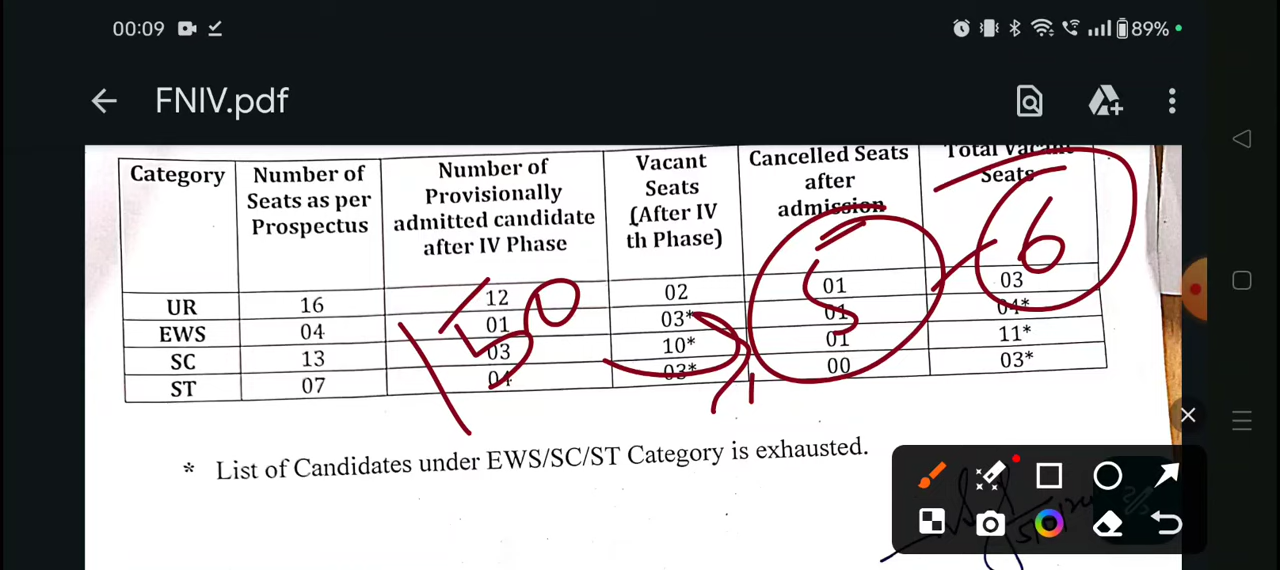 00:09 89%
FNIV.pdf
Category Number of Seats as per Prospectus Number of Provisionally admitted candidate after IV Phase Vacant Seats (After IV th Phase) Cancelled Seats after admission Total Vacant Seats
UR 16 12 02 01 03
EWS 04 01 03* 01 04*
SC 13 03 10* 01 11*
ST 07 04 03* 00 03*
150
5
6
* List of Candidates under EWS/SC/ST Category is exhausted.